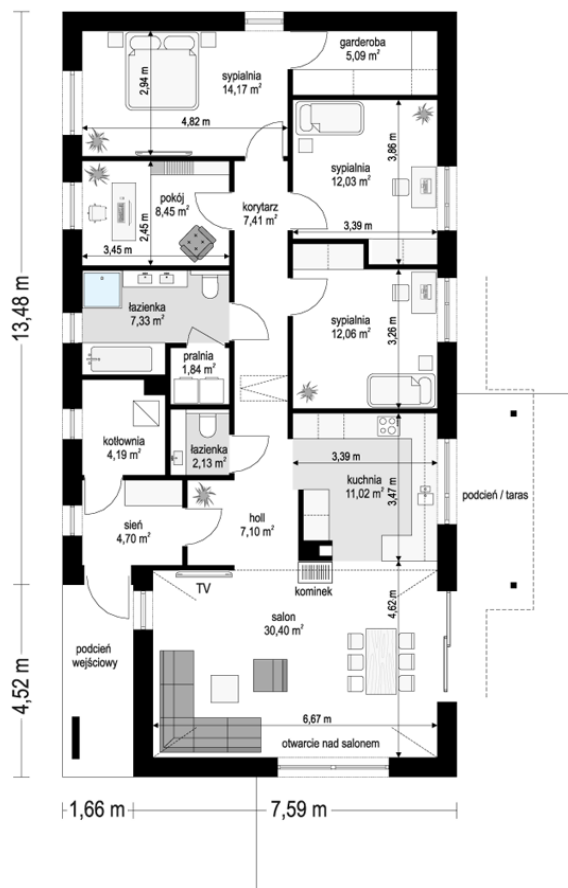 garderoba
5,09 m²
sypialnia
14,17 m²
2,94 m
4,82 m
sypialnia
12,03 m²
3,86 m
3,39 m
pokój
8,45 m²
2,45 m
3,45 m
korytarz
7,41 m²
łazienka
7,33 m²
sypialnia
12,06 m²
3,26 m
pralnia
1,84 m²
kotłownia
4,19 m²
łazienka
2,13 m²
3,39 m
kuchnia
11,02 m²
3,47 m
podcień / taras
sień
4,70 m²
holl
7,10 m²
TV
kominek
salon
30,40 m²
4,62 m
podcień
wejściowy
6,67 m
otwarcie nad salonem
13,48 m
4,52 m
1,66 m
7,59 m